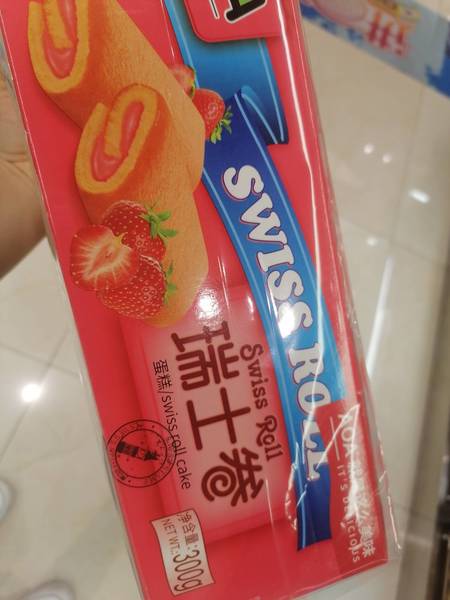 SWISS ROLL
Swiss Roll
瑞士卷
蛋糕/swiss roll cake
IT'S DELICIOUS
净含量:
NET WT.: 300g